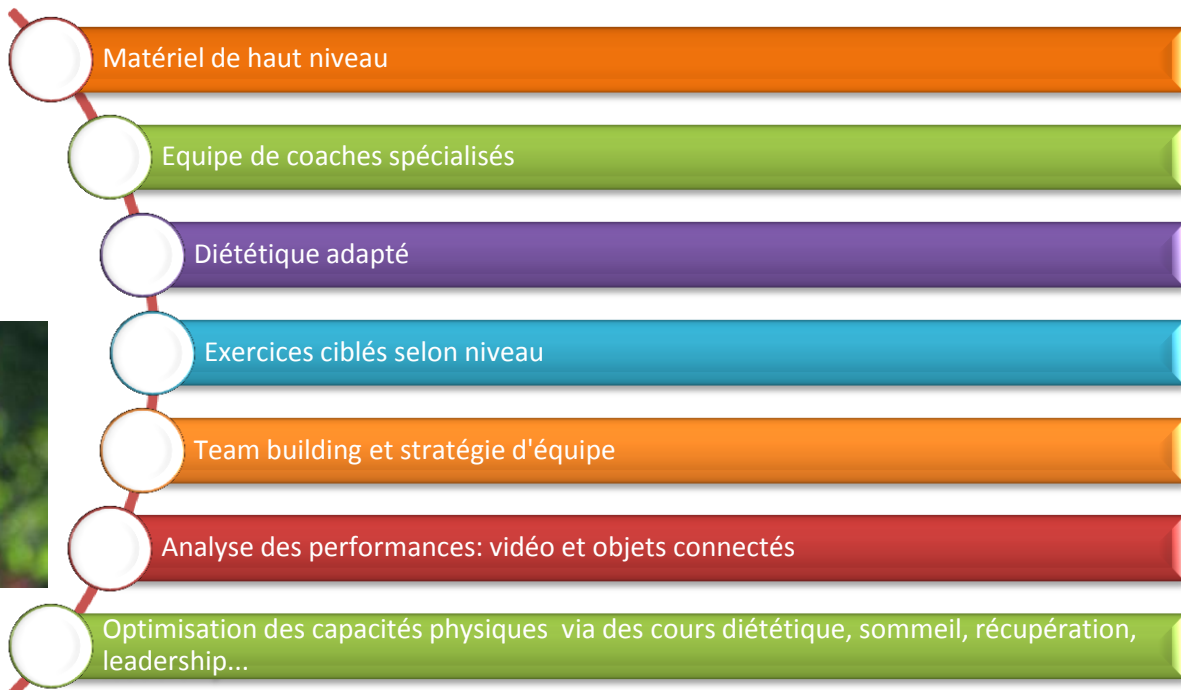 Matériel de haut niveau
Equipe de coaches spécialisés
Diététique adapté
Exercices ciblés selon niveau
Team building et stratégie d'équipe
Analyse des performances: vidéo et objets connectés
Optimisation des capacités physiques  via des cours diététique, sommeil, récupération,
leadership...